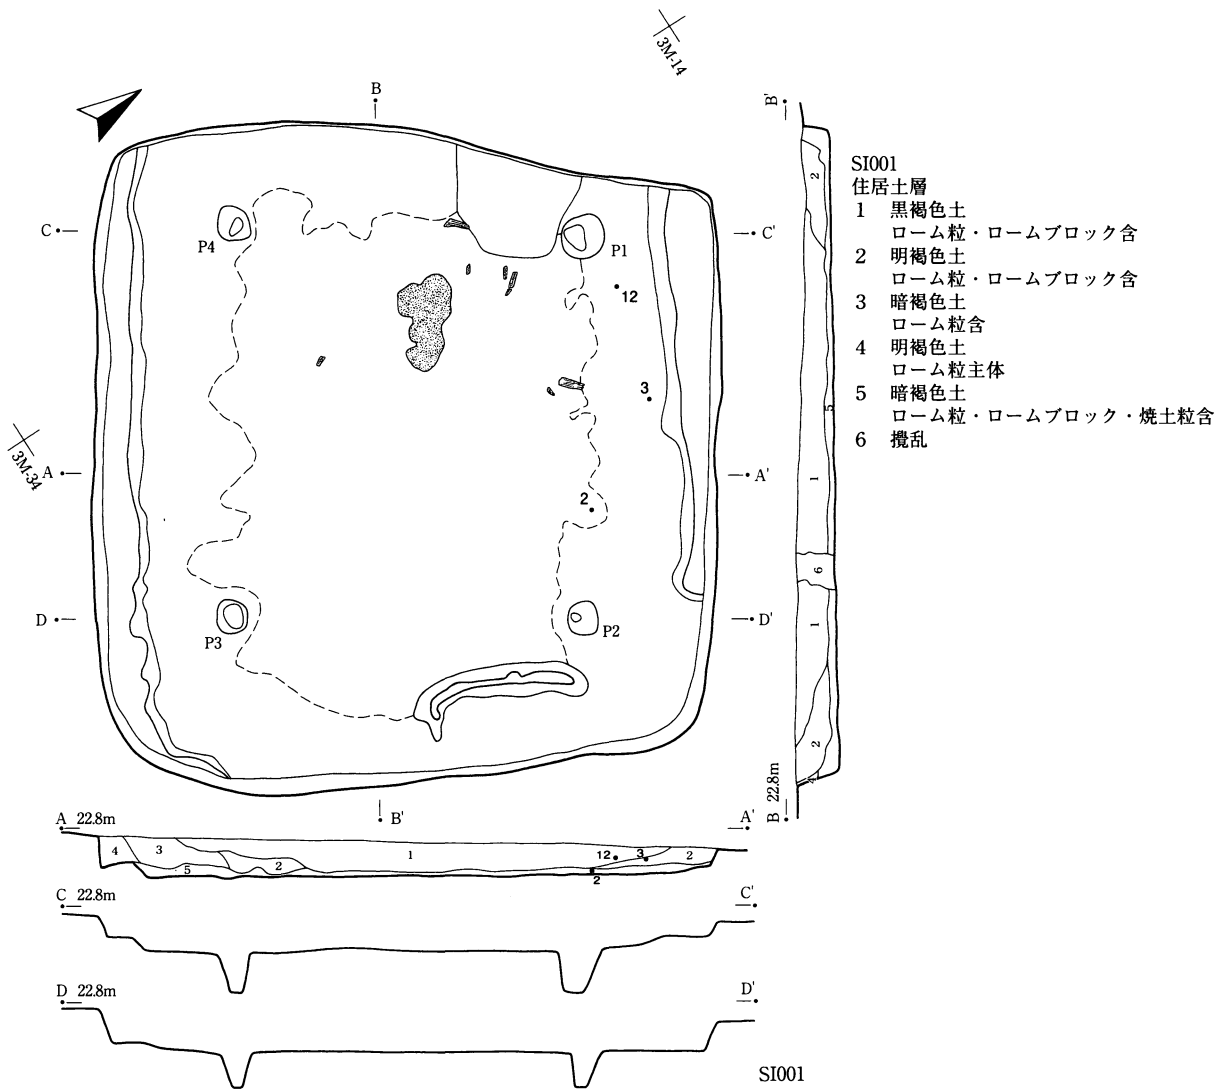 3M-14
B
B'
SI001
住居土層
1 黒褐色土
ローム粒・ロームブロック含
2 明褐色土
ローム粒・ロームブロック含
3 暗褐色土
ローム粒含
4 明褐色土
ローム粒主体
5 暗褐色土
ローム粒・ロームブロック・焼土粒含
6 攪乱
2
C
P4
P1
C'
12
3
5
3M-34
A
A'
1
2
6
D
P3
P2
D'
1
2
4
B 22.8m
B'
A 22.8m
A'
4 3 5 2 1 12 3 2
2
C 22.8m
C'
D 22.8m
D'
SI001